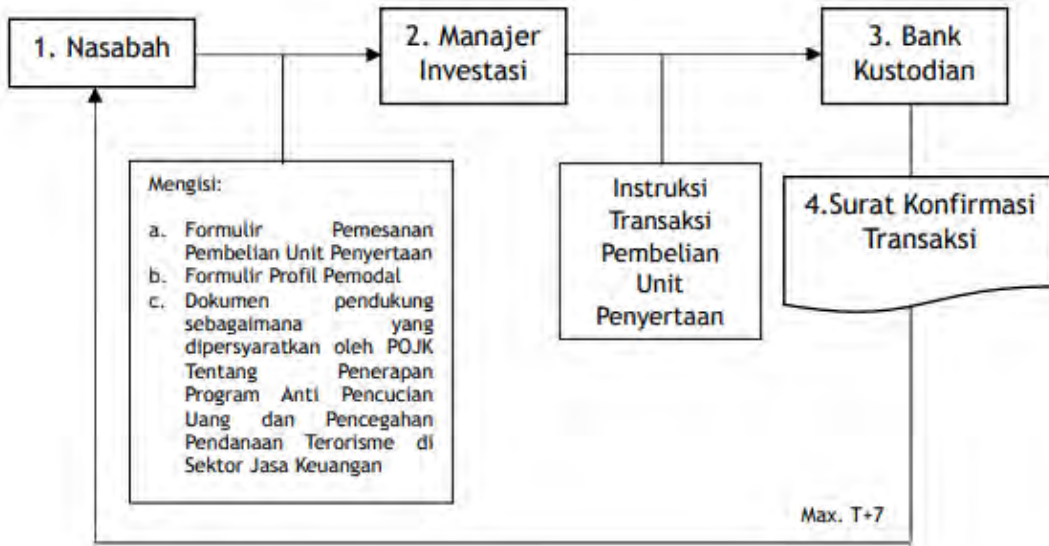 1. Nasabah
2. Manajer
Investasi
3. Bank
Kustodian
Mengisi:
a. Formulir Pemesanan
Pembelian Unit Penyertaan
b. Formulir Profil Pemodal
c. Dokumen pendukung
sebagaimana yang
dipersyaratkan oleh POJK
Tentang Penerapan
Program Anti Pencucian
Uang dan Pencegahan
Pendanaan Terorisme di
Sektor Jasa Keuangan
Instruksi
Transaksi
Pembelian
Unit
Penyertaan
4.Surat Konfirmasi
Transaksi
Max. T+7